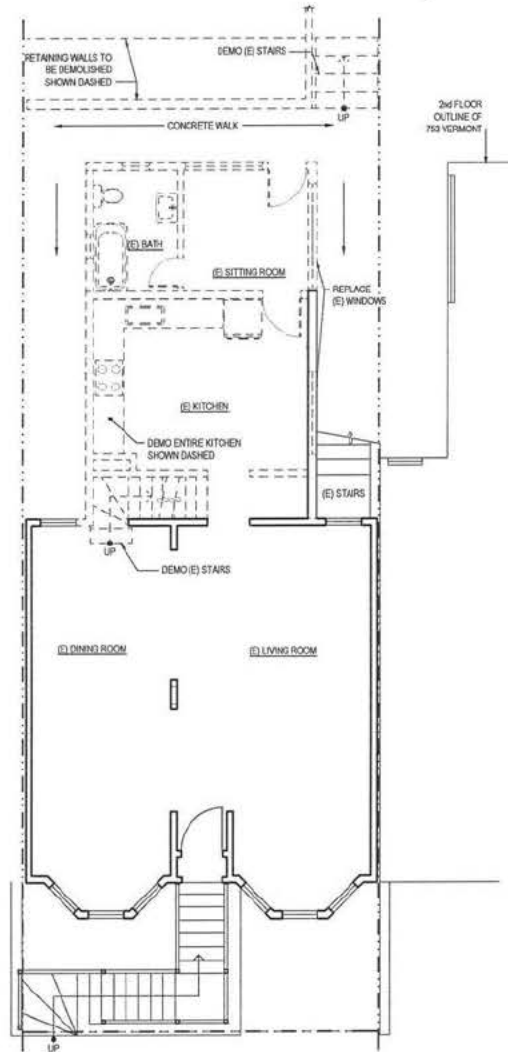 DEMO (E) STAIRS
RETAINING WALLS TO
BE DEMOLISHED
SHOWN DASHED
UP
2nd FLOOR
OUTLINE OF
753 VERMONT
CONCRETE WALK
(E) BATH
(E) SITTING ROOM
REPLACE
(E) WINDOWS
(E) KITCHEN
DEMO ENTIRE KITCHEN
SHOWN DASHED
(E) STAIRS
UP
DEMO (E) STAIRS
(E) DINING ROOM
(E) LIVING ROOM
UP